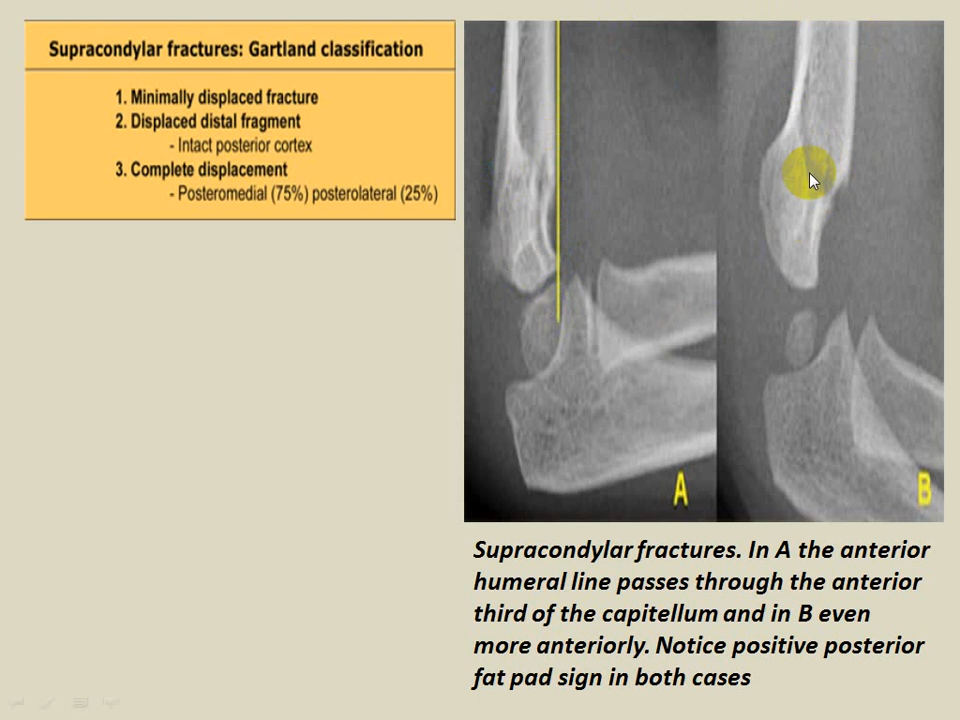 Supracondylar fractures: Gartland classification
1. Minimally displaced fracture
2. Displaced distal fragment
- Intact posterior cortex
3. Complete displacement
- Posteromedial (75%) posterolateral (25%)
A
B
Supracondylar fractures. In A the anterior
humeral line passes through the anterior
third of the capitellum and in B even
more anteriorly. Notice positive posterior
fat pad sign in both cases